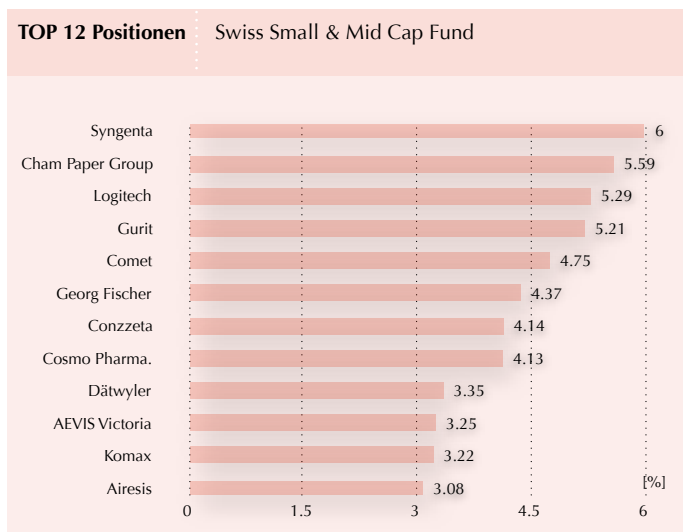 TOP 12 Positionen Swiss Small & Mid Cap Fund
Syngenta 6
Cham Paper Group 5.59
Logitech 5.29
Gurit 5.21
Comet 4.75
Georg Fischer 4.37
Conzzeta 4.14
Cosmo Pharma. 4.13
Dätwyler 3.35
AEVIS Victoria 3.25
Komax 3.22
[%]
Airesis 3.08
0 1.5 3 4.5 6